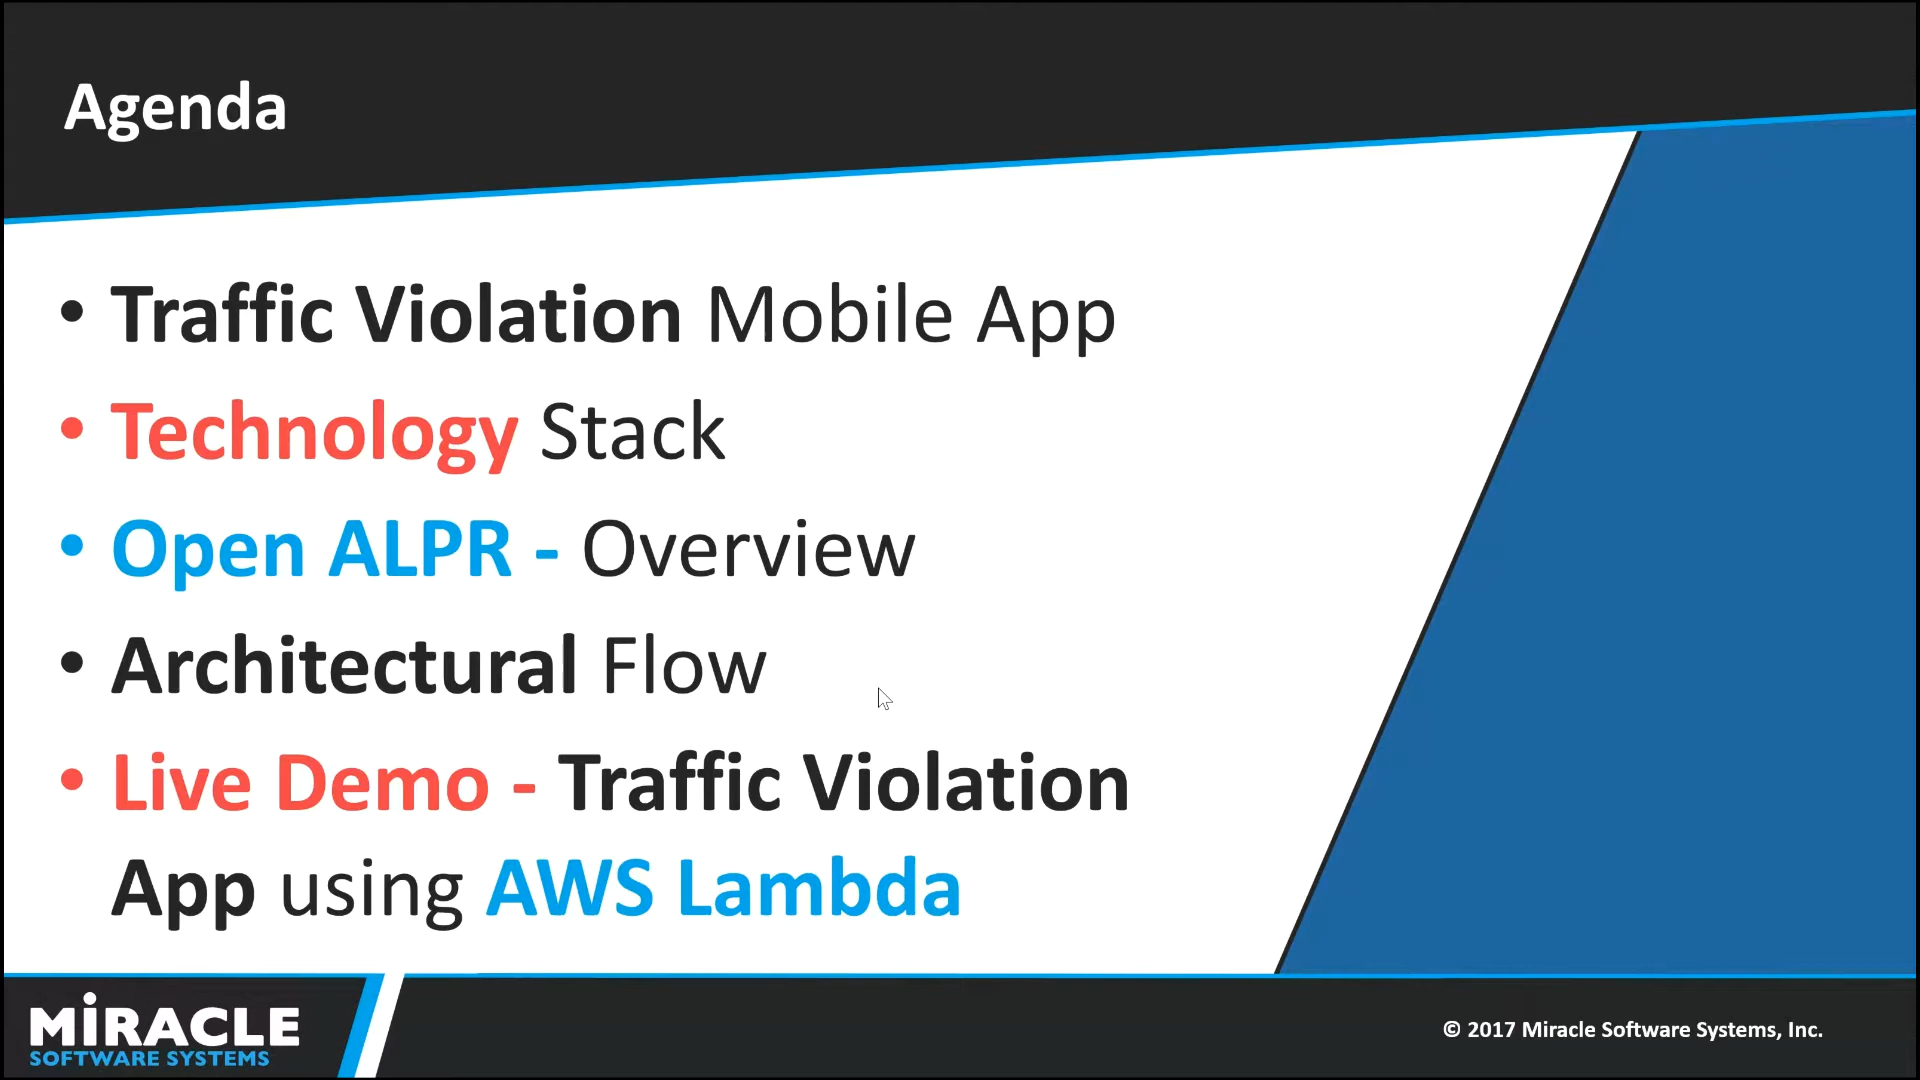 Agenda
• Traffic Violation Mobile App
• Technology Stack
• Open ALPR - Overview
• Architectural Flow
• Live Demo - Traffic Violation
App using AWS Lambda
MiRACLE
SOFTWARE SYSTEMS
© 2017 Miracle Software Systems, Inc.